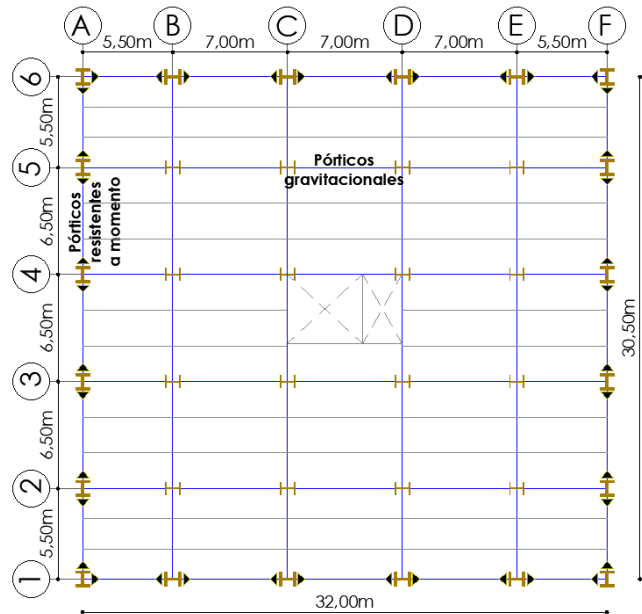 A B C D E F
5,50m 7,00m 7,00m 7,00m 5,50m
6
5,50m
5
6,50m
4
6,50m
3
6,50m
2
5,50m
1
Pórticos
resistentes
a momento
Pórticos
gravitacionales
30,50m
32,00m